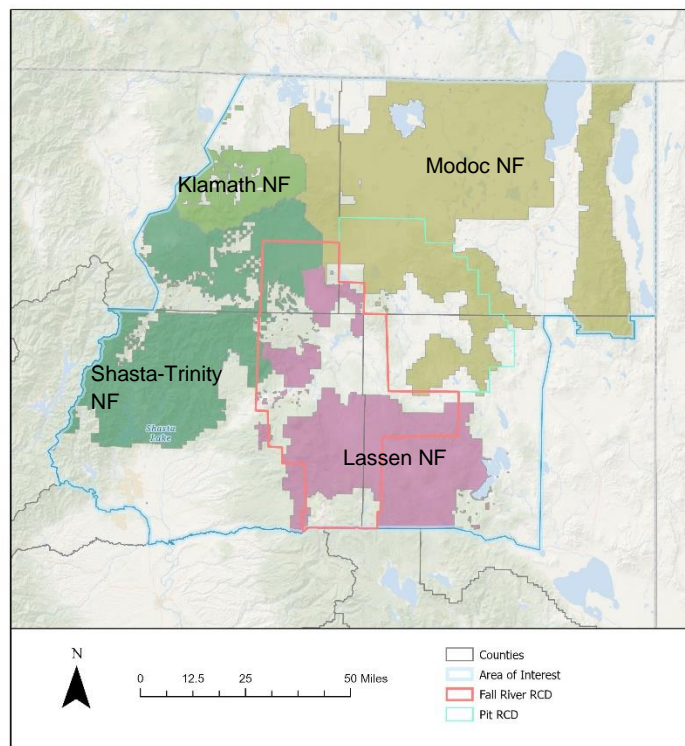 Modoc NF
Klamath NF
Shasta-Trinity
NF
Shasta
Lake
Lassen NF
N
0 12.5 25 50 Miles
Counties
Area of Interest
Fall River RCD
Pit RCD